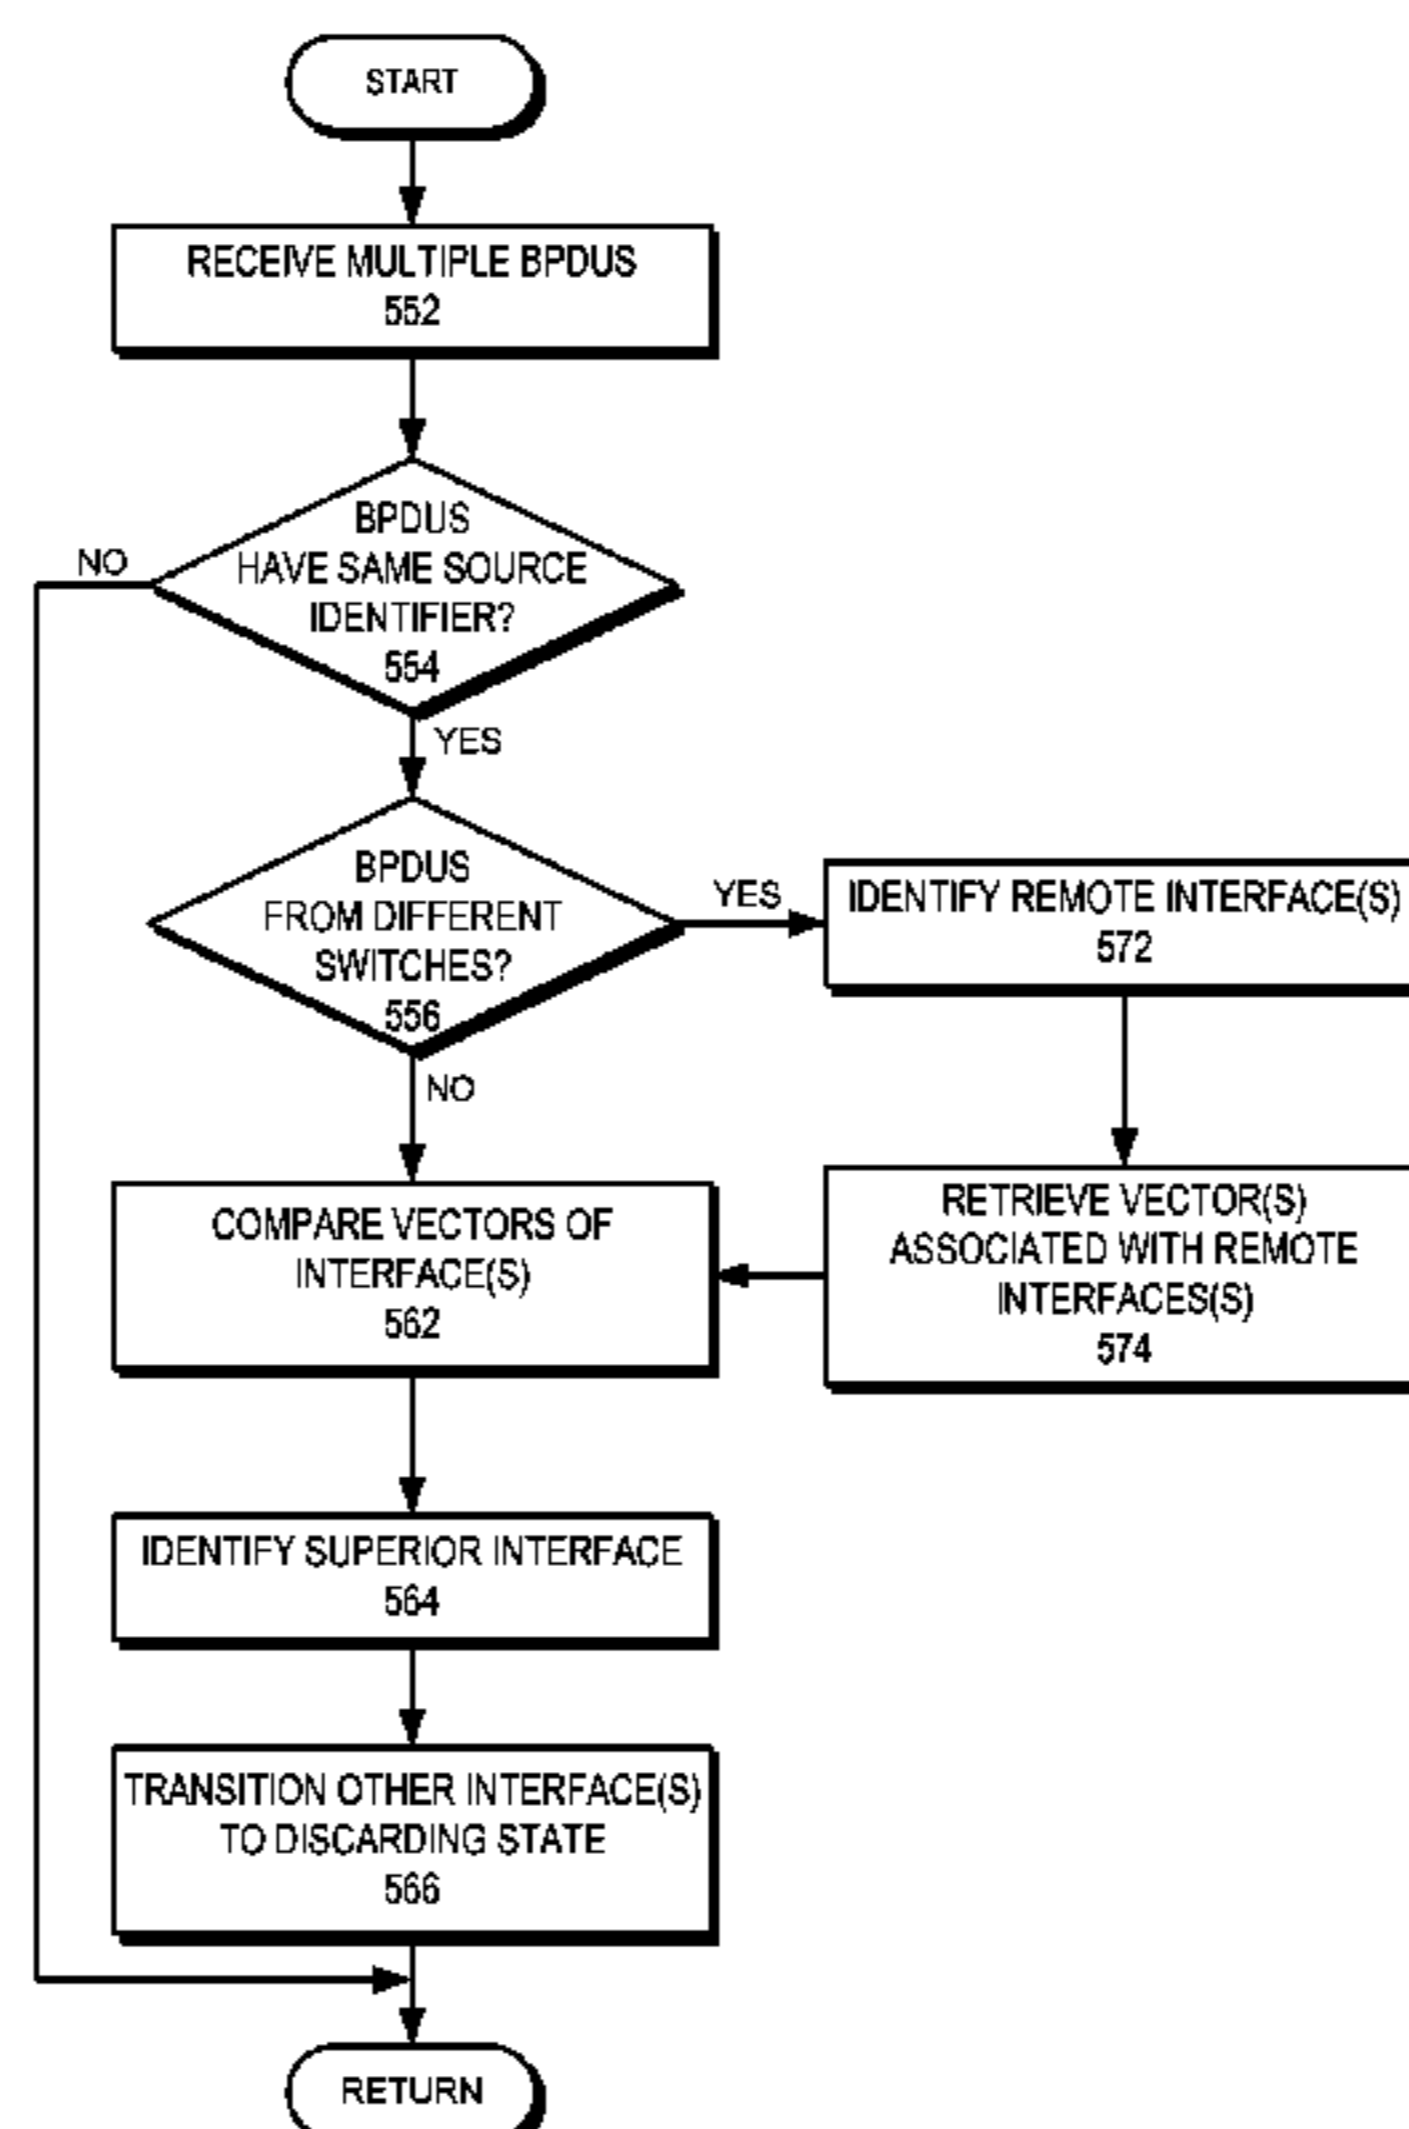 START
RECEIVE MULTIPLE BPDUS
552
BPDUS
HAVE SAME SOURCE
IDENTIFIER?
554
NO
YES
BPDUS
FROM DIFFERENT
SWITCHES?
556
YES
NO
IDENTIFY REMOTE INTERFACE(S)
572
RETRIEVE VECTOR(S)
ASSOCIATED WITH REMOTE
INTERFACES(S)
574
COMPARE VECTORS OF
INTERFACE(S)
562
IDENTIFY SUPERIOR INTERFACE
564
TRANSITION OTHER INTERFACE(S)
TO DISCARDING STATE
566
RETURN